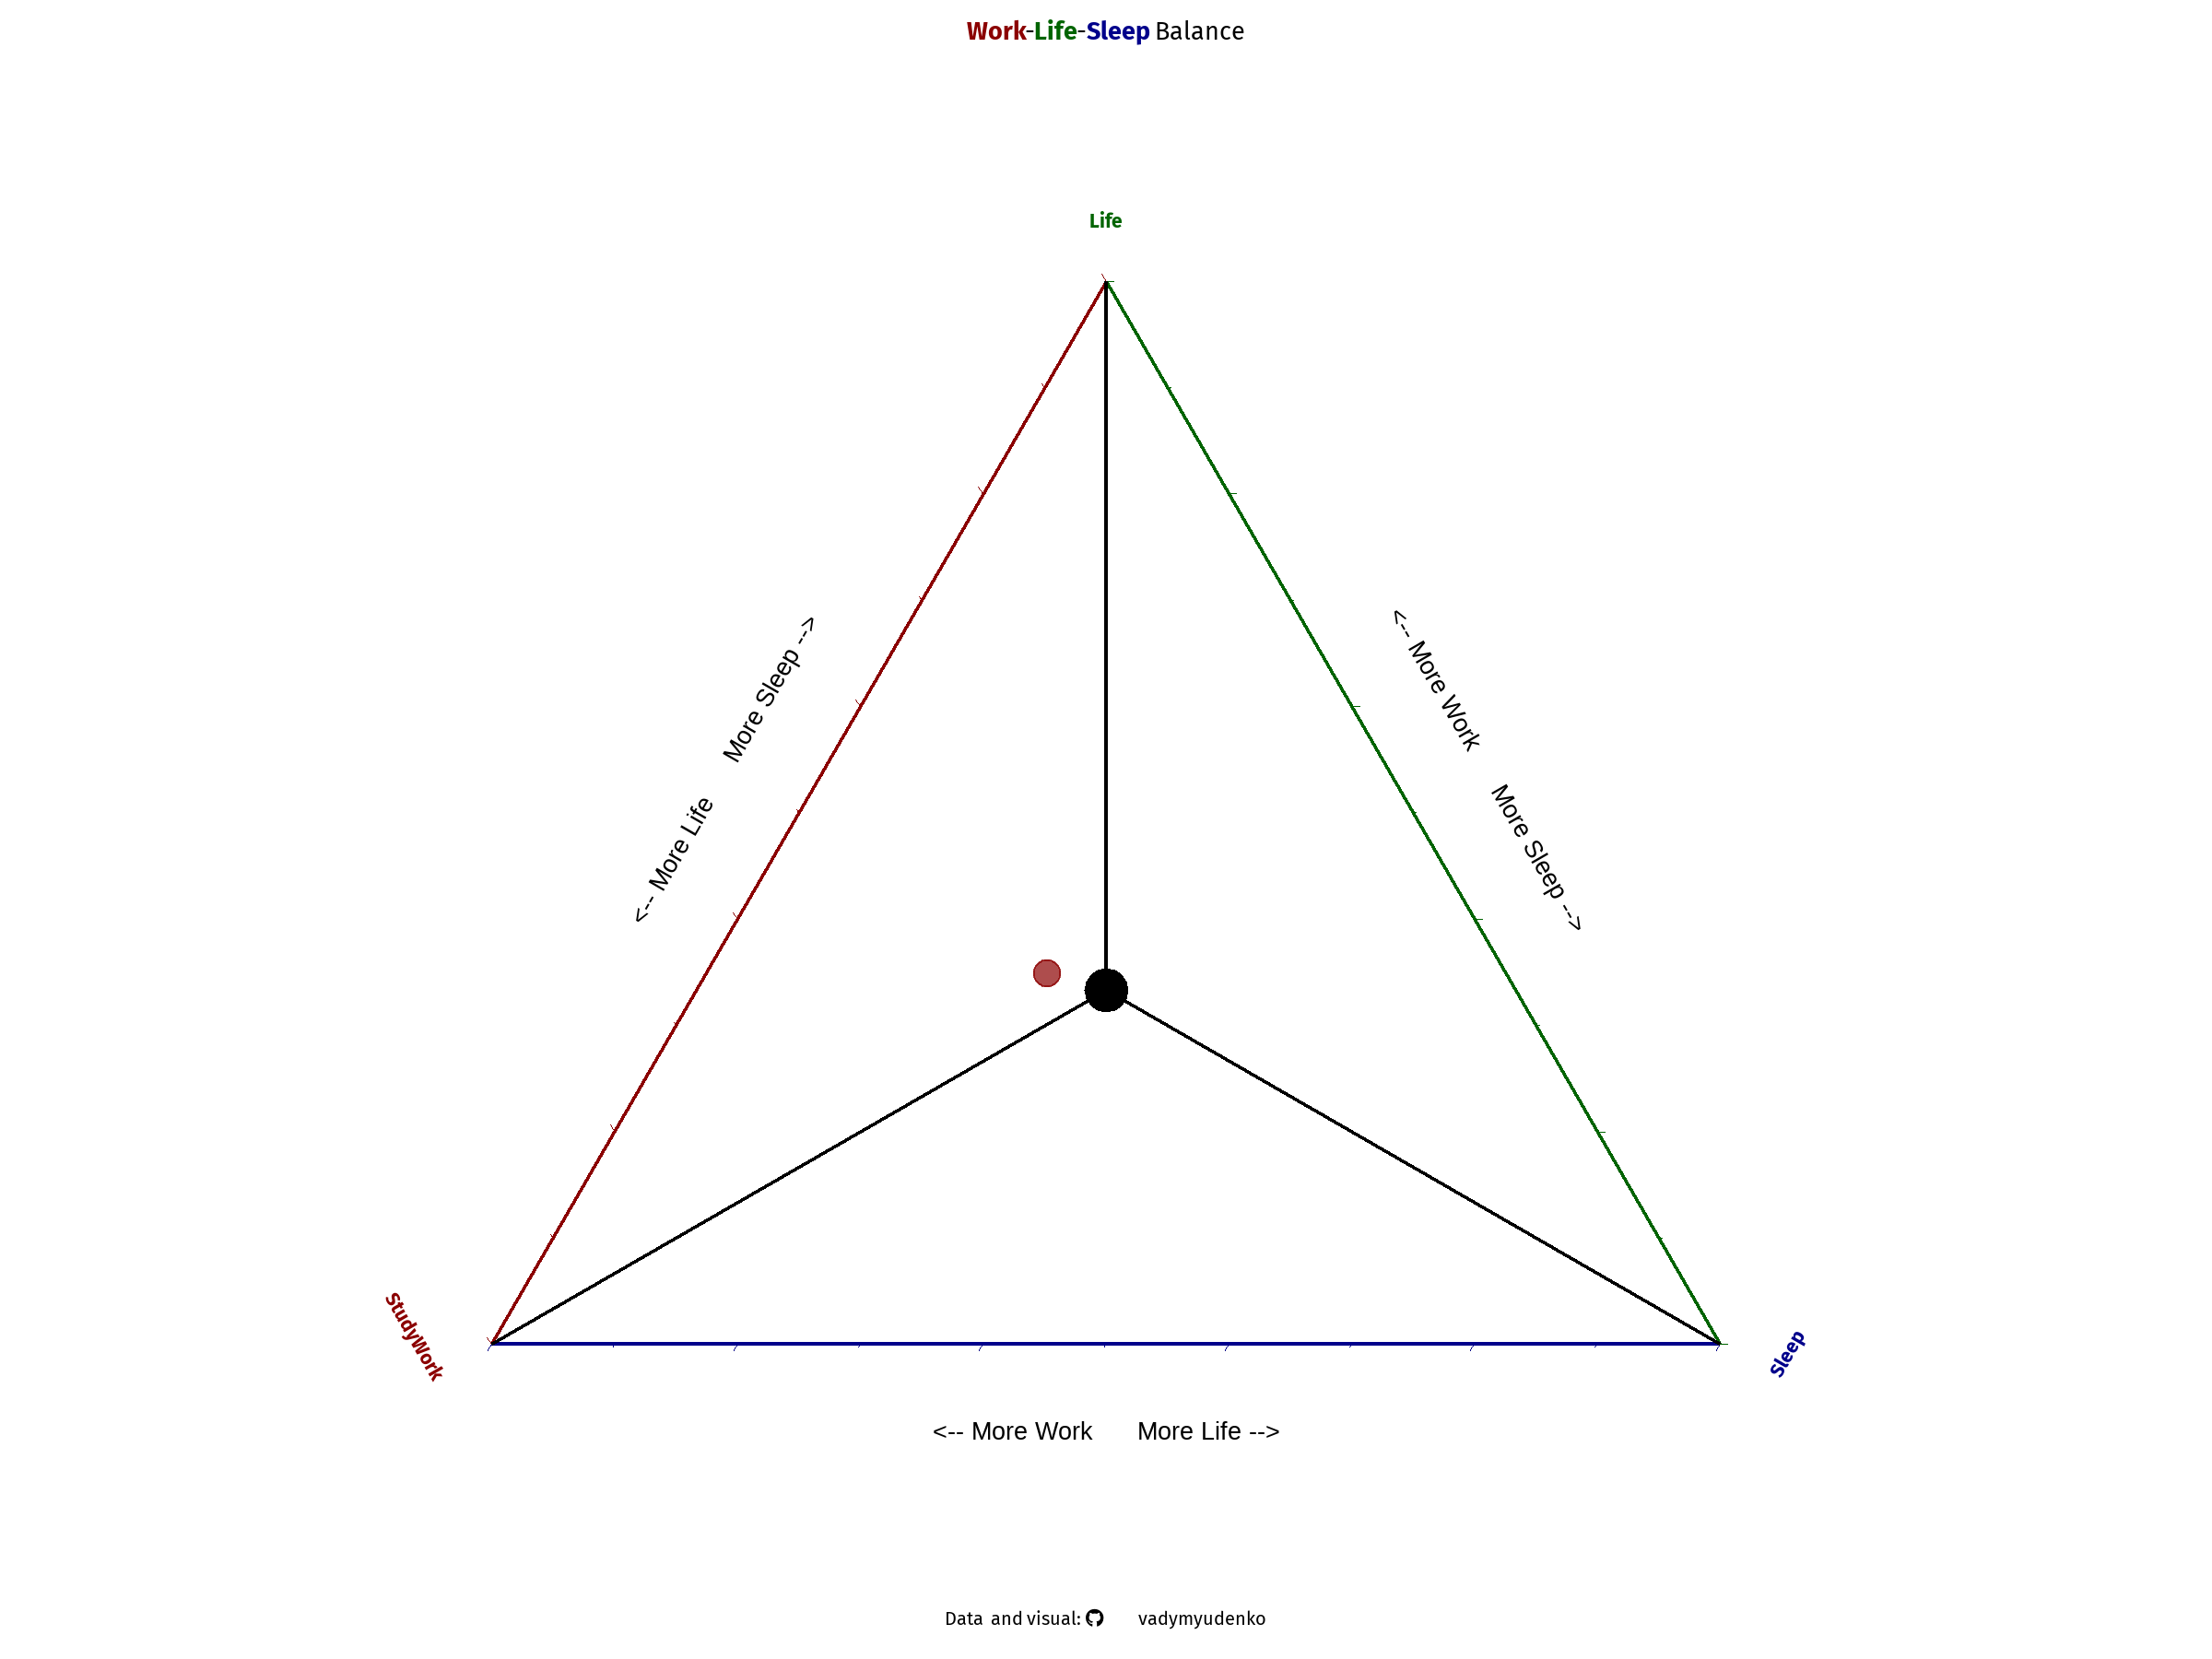 Work-Life-Sleep Balance
Life
<-- More Life More Sleep -->
<-- More Work More Sleep -->
StudyWork
Sleep
<-- More Work More Life -->
Data and visual: vadymyudenko